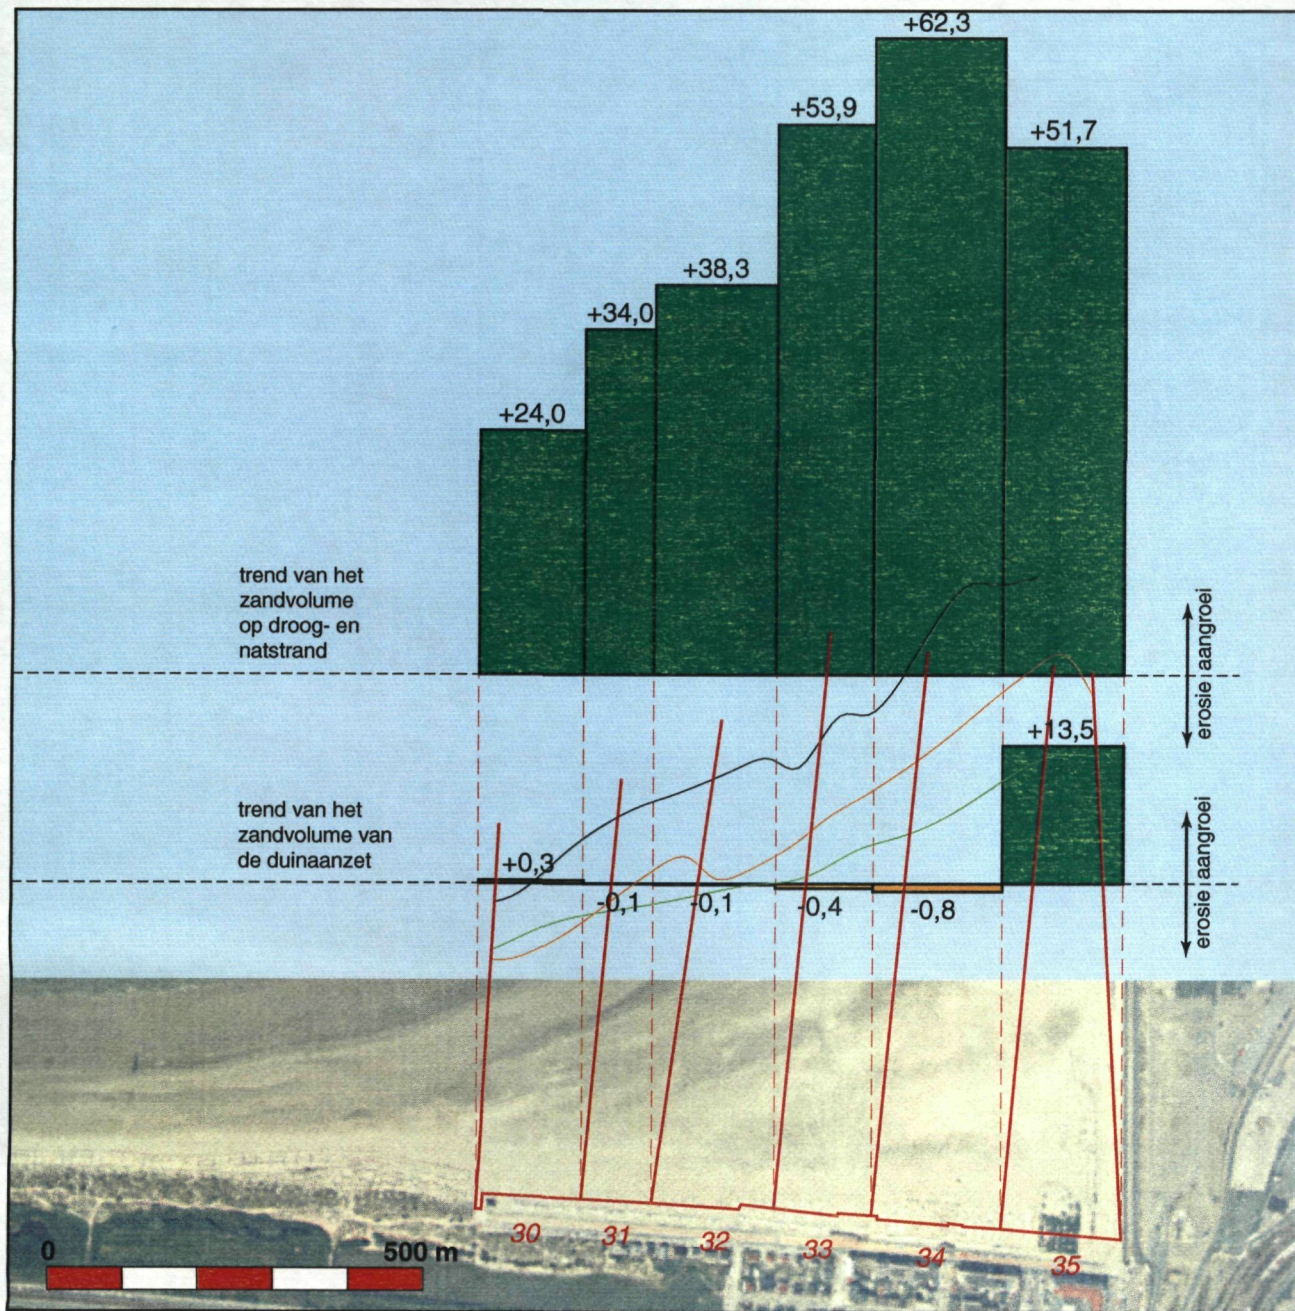 +62,3
+53,9
+51,7
+38,3
+34,0
+24,0
trend van het
zandvolume
op droog- en
natstrand
erosie aangroei
+13,5
trend van het
zandvolume van
de duinaanzet
+0,3
-0,1
-0,1
-0,4
-0,8
erosie aangroei
30
31
32
33
34
35
0
500 m